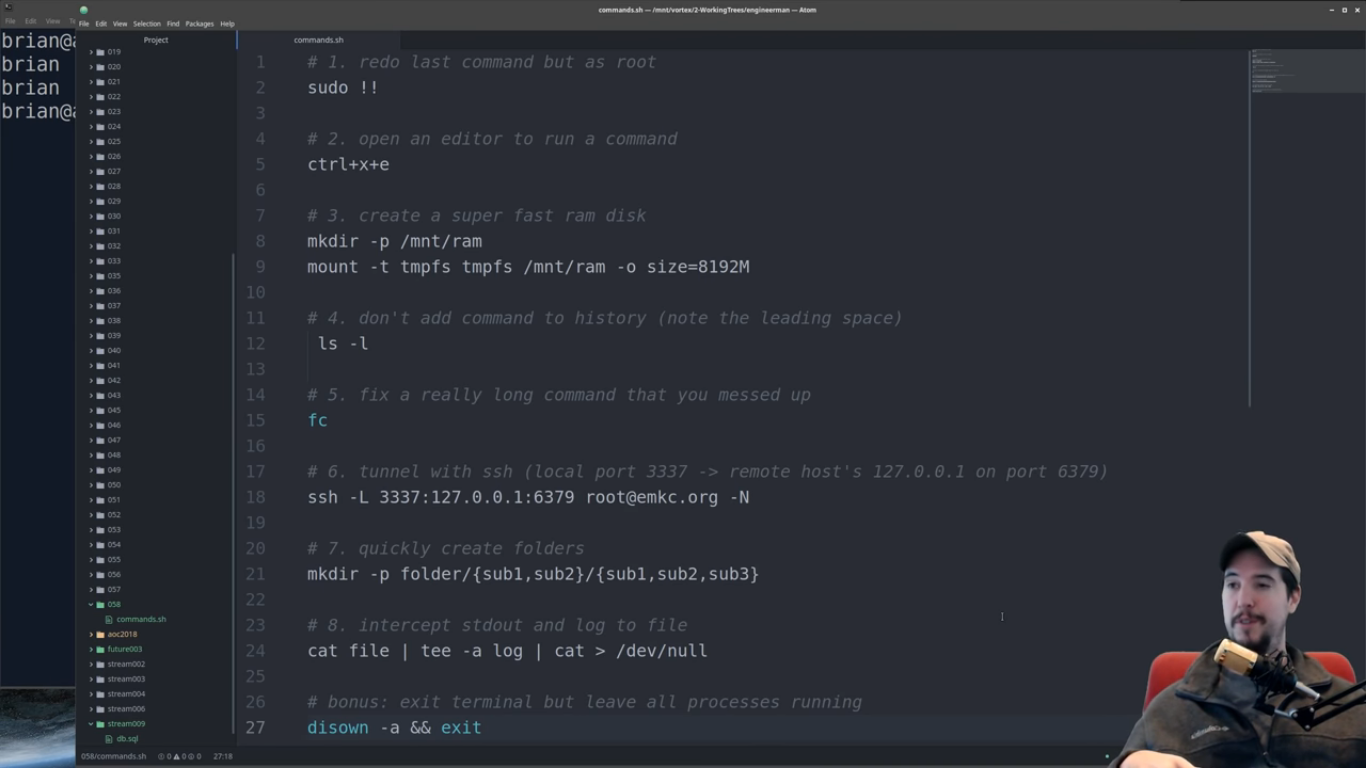 commands.sh — /mnt/vortex/2-WorkingTrees/engineerman — Atom
File Edit View
File Edit View Selection Find Packages Help
brian@
brian
brian
brian@
Project
019
020
021
022
023
024
025
026
027
028
029
030
031
032
033
035
036
037
038
039
040
041
042
043
045
046
047
048
049
050
051
052
053
054
055
056
057
058
commands.sh
aoc2018
future003
stream002
stream003
stream004
stream006
stream009
db.sql
commands.sh
1 # 1. redo last command but as root
2 sudo !!
3
4 # 2. open an editor to run a command
5 ctrl+x+e
6
7 # 3. create a super fast ram disk
8 mkdir -p /mnt/ram
9 mount -t tmpfs tmpfs /mnt/ram -o size=8192M
10
11 # 4. don't add command to history (note the leading space)
12  ls -l
13
14 # 5. fix a really long command that you messed up
15 fc
16
17 # 6. tunnel with ssh (local port 3337 -> remote host's 127.0.0.1 on port 6379)
18 ssh -L 3337:127.0.0.1:6379 root@emkc.org -N
19
20 # 7. quickly create folders
21 mkdir -p folder/{sub1,sub2}/{sub1,sub2,sub3}
22
23 # 8. intercept stdout and log to file
24 cat file | tee -a log | cat > /dev/null
25
26 # bonus: exit terminal but leave all processes running
27 disown -a && exit
058/commands.sh 0 0 0 27:18